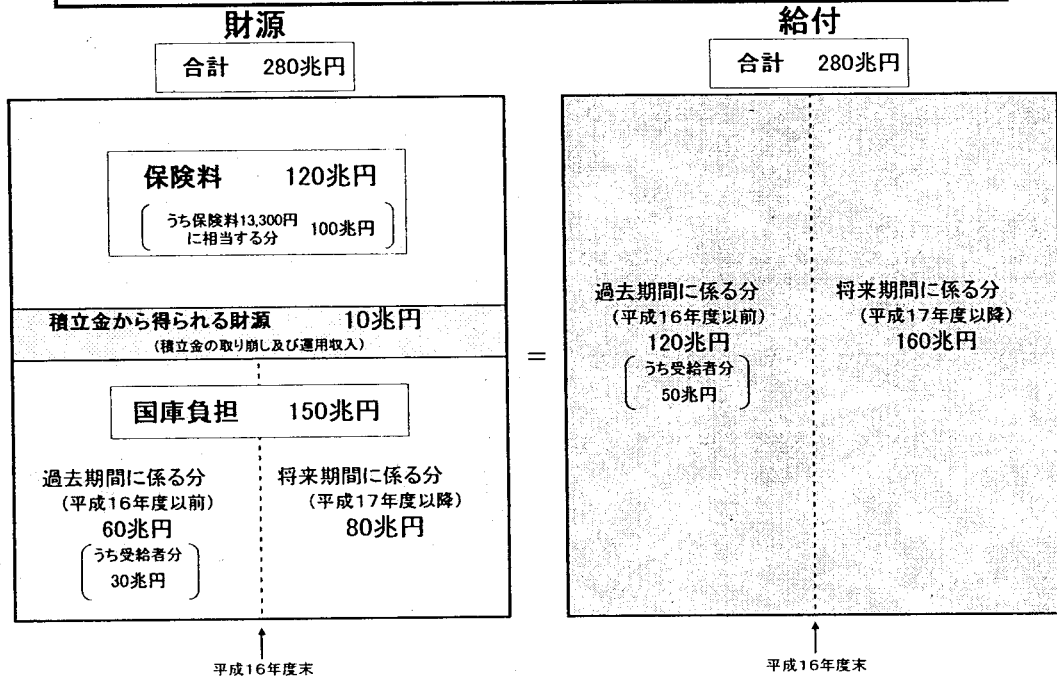 財源
合計 280兆円
保険料 120兆円
うち保険料13,300円
に相当する分 100兆円
積立金から得られる財源 10兆円
(積立金の取り崩し及び運用収入)
国庫負担 150兆円
過去期間に係る分
(平成16年度以前)
60兆円
うち受給者分
30兆円
将来期間に係る分
(平成17年度以降)
80兆円
平成16年度末
=
給付
合計 280兆円
過去期間に係る分
(平成16年度以前)
120兆円
うち受給者分
50兆円
将来期間に係る分
(平成17年度以降)
160兆円
平成16年度末